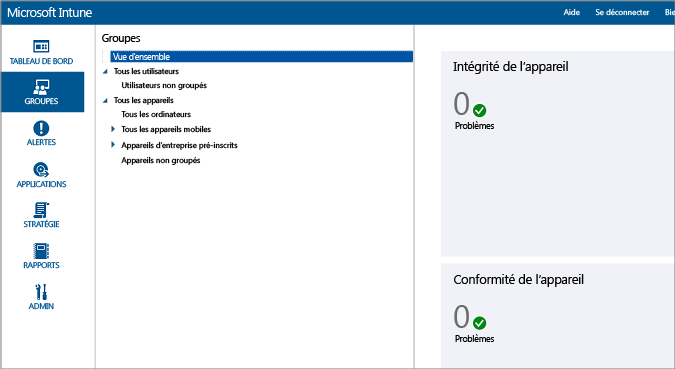 Microsoft Intune
Aide
Se déconnecter
Bie
TABLEAU DE BORD
GROUPES
ALERTES
APPLICATIONS
STRATÉGIE
RAPPORTS
ADMIN
Groupes
Vue d'ensemble
Tous les utilisateurs
Utilisateurs non groupés
Tous les appareils
Tous les ordinateurs
Tous les appareils mobiles
Appareils d'entreprise pré-inscrits
Appareils non groupés
Intégrité de l'appareil
0
Problèmes
Conformité de l'appareil
0
Problèmes